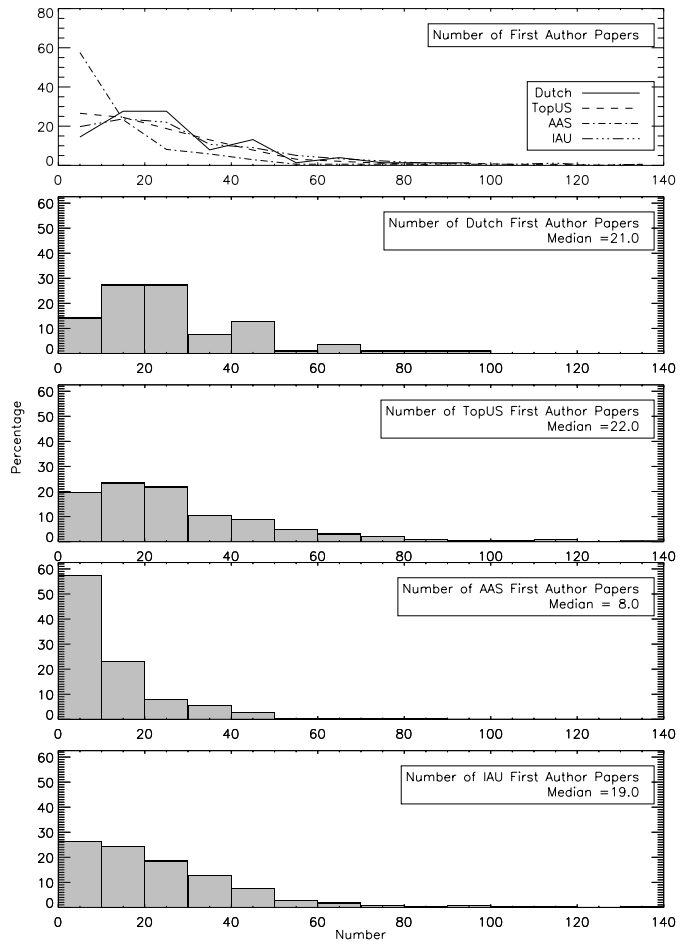 80
60
40
20
0
Number of First Author Papers
Dutch
TopUS
AAS
IAU
0 20 40 60 80 100 120 140
60
50
40
30
20
10
0
Number of Dutch First Author Papers
Median =21.0
0 20 40 60 80 100 120 140
Percentage
60
50
40
30
20
10
0
Number of TopUS First Author Papers
Median =22.0
0 20 40 60 80 100 120 140
60
50
40
30
20
10
0
Number of AAS First Author Papers
Median = 8.0
0 20 40 60 80 100 120 140
60
50
40
30
20
10
0
Number of IAU First Author Papers
Median =19.0
0 20 40 60 80 100 120 140
Number